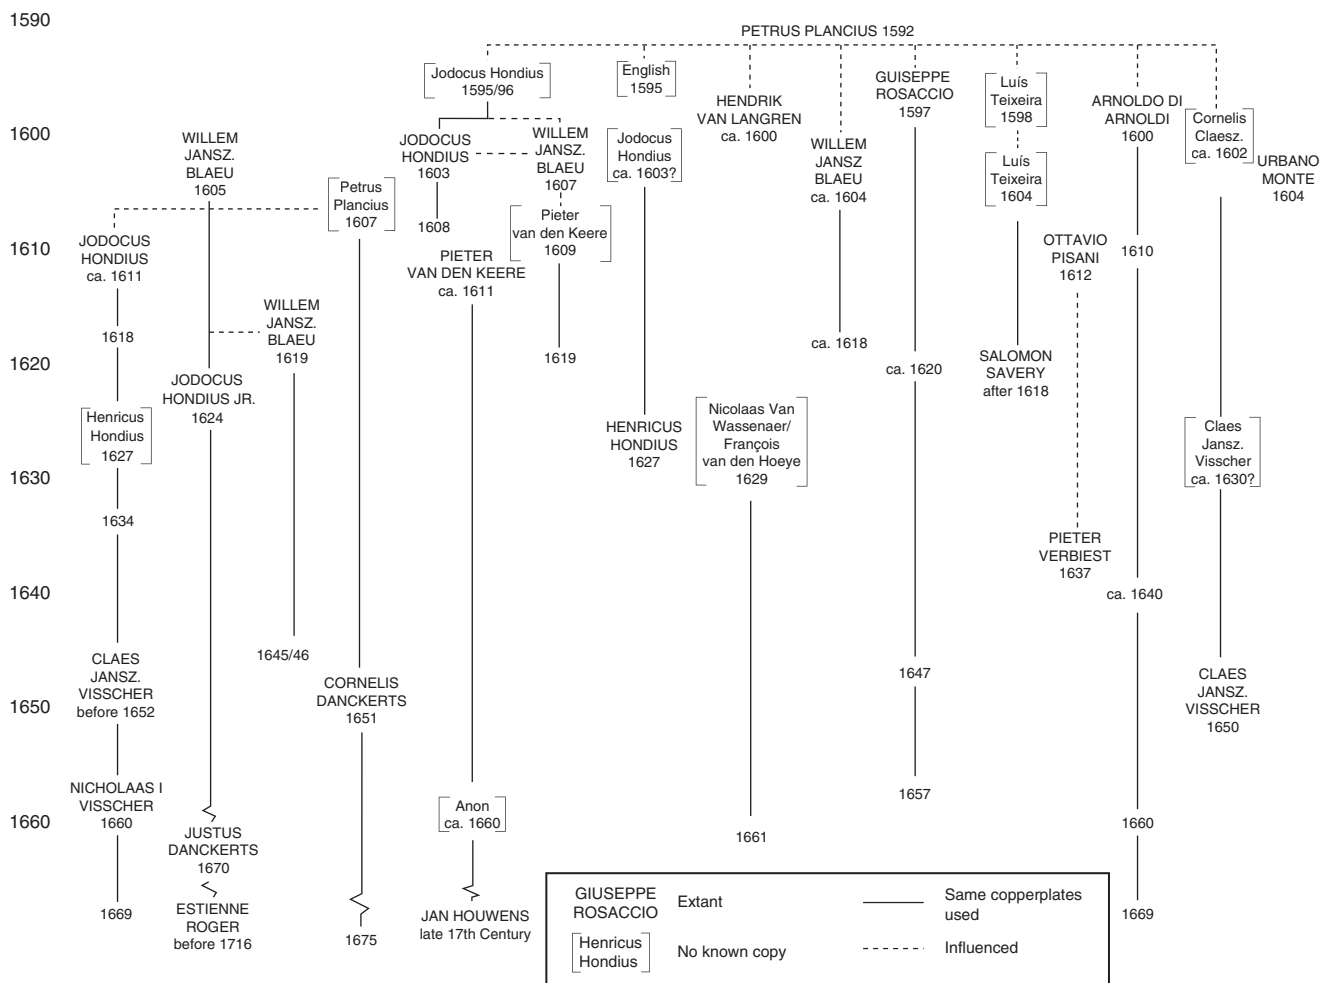 1590
1600
1610
1620
1630
1640
1650
1660
PETRUS PLANCIUS 1592
WILLEM
JANSZ.
BLAEU
1605
JODOCUS
HONDIUS
ca. 1611
1618
Henricus
Hondius
1627
1634
CLAES
JANSZ.
VISSCHER
before 1652
NICHOLAAS I
VISSCHER
1660
1669
JODOCUS
HONDIUS JR.
1624
JUSTUS
DANCKERTS
1670
ESTIENNE
ROGER
before 1716
WILLEM
JANSZ.
BLAEU
1619
1645/46
Petrus
Plancius
1607
CORNELIS
DANCKERTS
1651
1675
Jodocus Hondius
1595/96
JODOCUS
HONDIUS
1603
1608
PIETER
VAN DEN KEERE
ca. 1611
Anon
ca. 1660
JAN HOUWENS
late 17th Century
WILLEM
JANSZ.
BLAEU
1607
Pieter
van den Keere
1609
1619
English
1595
Jodocus
Hondius
ca. 1603?
HENRICUS
HONDIUS
1627
HENDRIK
VAN LANGREN
ca. 1600
Nicolaas Van
Wassenaer/
François
van den Hoeye
1629
1661
WILLEM
JANSZ
BLAEU
ca. 1604
ca. 1618
GUISEPPE
ROSACCIO
1597
ca. 1620
1647
1657
Luís
Teixeira
1598
Luís
Teixeira
1604
SALOMON
SAVERY
after 1618
OTTAVIO
PISANI
1612
PIETER
VERBIEST
1637
ARNOLDO DI
ARNOLDI
1600
1610
ca. 1640
1660
1669
Cornelis
Claesz.
ca. 1602
Claes
Jansz.
Visscher
ca. 1630?
CLAES
JANSZ.
VISSCHER
1650
URBANO
MONTE
1604
GIUSEPPE
ROSACCIO
Extant
Henricus
Hondius
No known copy
Same copperplates
used
Influenced